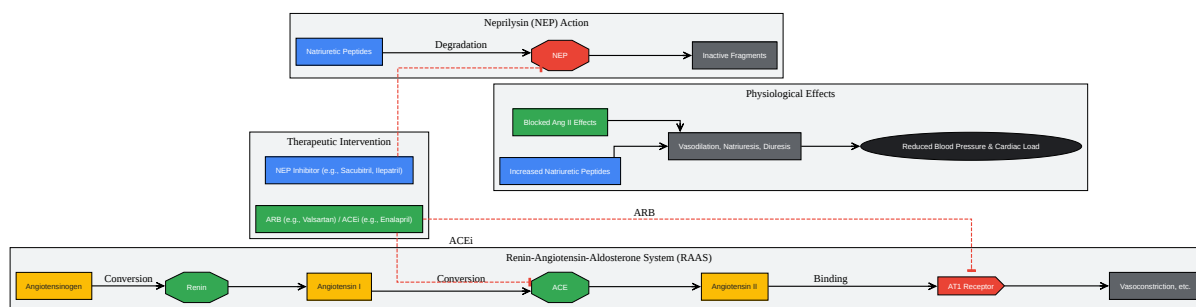 Neprilysin (NEP) Action
Natriuretic Peptides
Degradation
NEP
Inactive Fragments
Physiological Effects
Blocked Ang II Effects
Vasodilation, Natriuresis, Diuresis
Reduced Blood Pressure & Cardiac Load
Increased Natriuretic Peptides
Therapeutic Intervention
NEP Inhibitor (e.g., Sacubitril, Ilepatril)
ARB (e.g., Valsartan) / ACEi (e.g., Enalapril)
ARB
ACEi
Renin-Angiotensin-Aldosterone System (RAAS)
Angiotensinogen
Conversion
Renin
Angiotensin I
Conversion
ACE
Angiotensin II
Binding
AT1 Receptor
Vasoconstriction, etc.